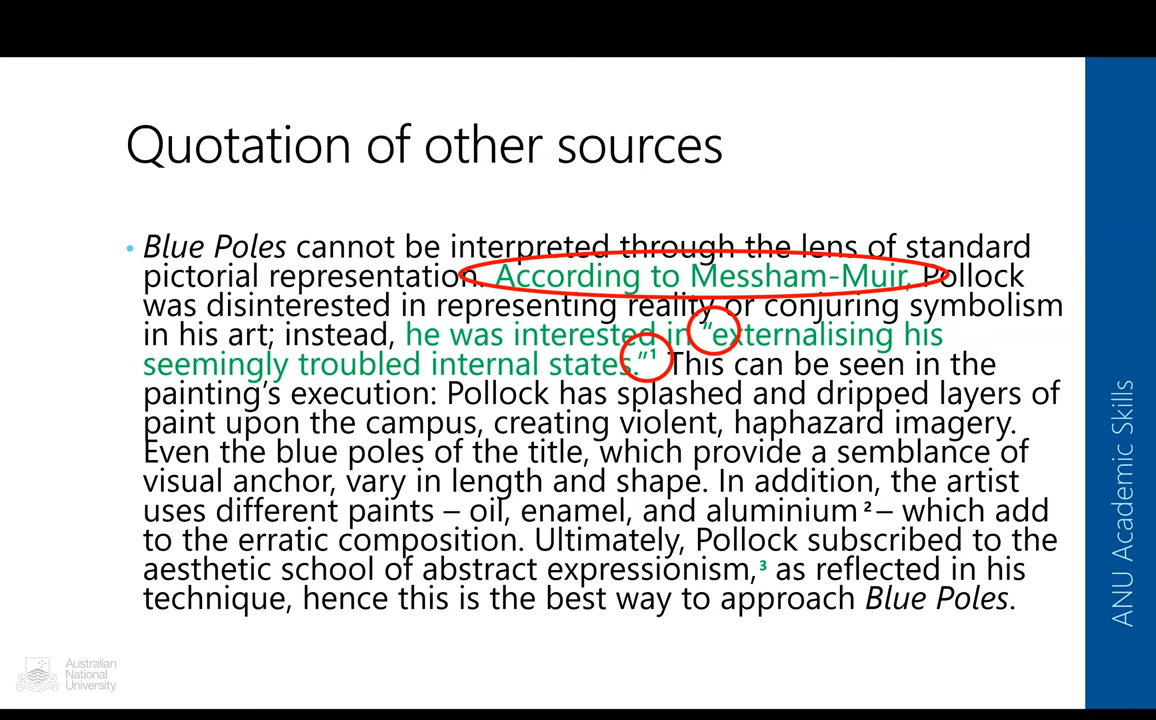 Quotation of other sources
• Blue Poles cannot be interpreted through the lens of standard
pictorial representation. According to Messham-Muir, Pollock
was disinterested in representing reality or conjuring symbolism
in his art; instead, he was interested in “externalising his
seemingly troubled internal states.”¹ This can be seen in the
painting’s execution: Pollock has splashed and dripped layers of
paint upon the campus, creating violent, haphazard imagery.
Even the blue poles of the title, which provide a semblance of
visual anchor, vary in length and shape. In addition, the artist
uses different paints – oil, enamel, and aluminium ² – which add
to the erratic composition. Ultimately, Pollock subscribed to the
aesthetic school of abstract expressionism,³ as reflected in his
technique, hence this is the best way to approach Blue Poles.
ANU Academic Skills
Australian
National
University